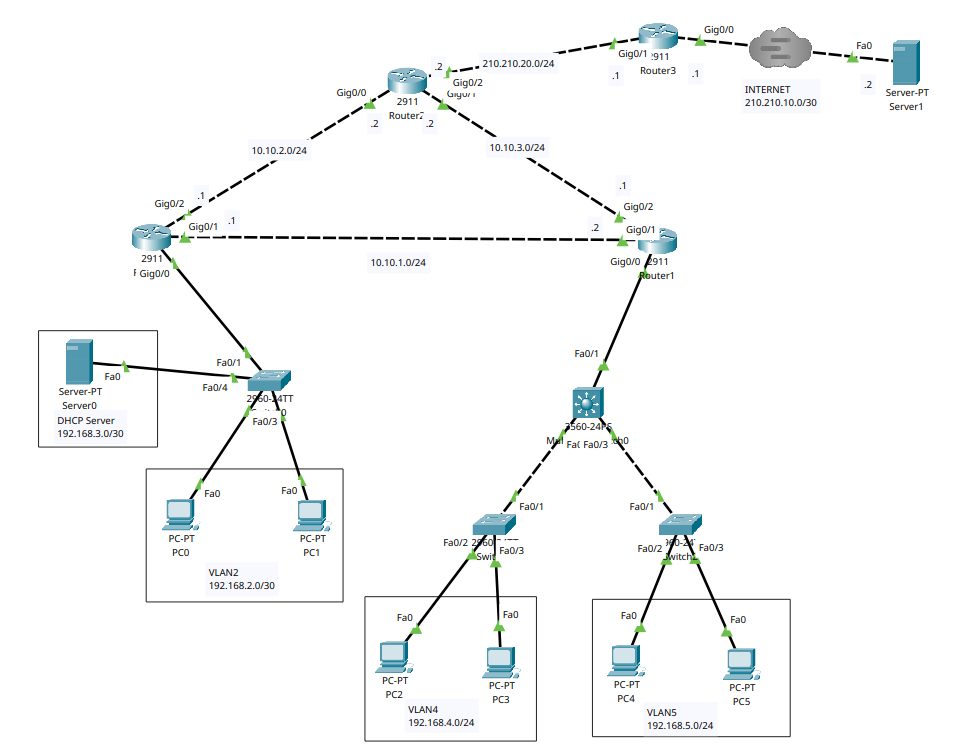 Gig0/0
Fa0
Gig0/1
2911
Router3
.1
.1
210.210.20.0/24
.2
Gig0/2
INTERNET
210.210.10.0/30
.2
Server-PT
Server1
Gig0/0
2911
Gig0/1
.2
.2
10.10.2.0/24
10.10.3.0/24
.1
Gig0/2
.1
Gig0/1
.1
Gig0/2
.2
Gig0/1
2911
Gig0/0
10.10.1.0/24
Gig0/0
2911
Router1
Fa0/1
Fa0
Fa0/4
Server-PT
Server0
DHCP Server
192.168.3.0/30
2960-24TT
Fa0/3
Fa0/1
Fa0/3
Fa0
Fa0
PC-PT
PC0
PC-PT
PC1
VLAN2
192.168.2.0/30
Fa0/1
Fa0/2
Fa0/3
Fa0/1
Fa0/2
Fa0/3
Fa0
Fa0
PC-PT
PC2
PC-PT
PC3
VLAN4
192.168.4.0/24
Fa0
Fa0
PC-PT
PC4
PC-PT
PC5
VLAN5
192.168.5.0/24